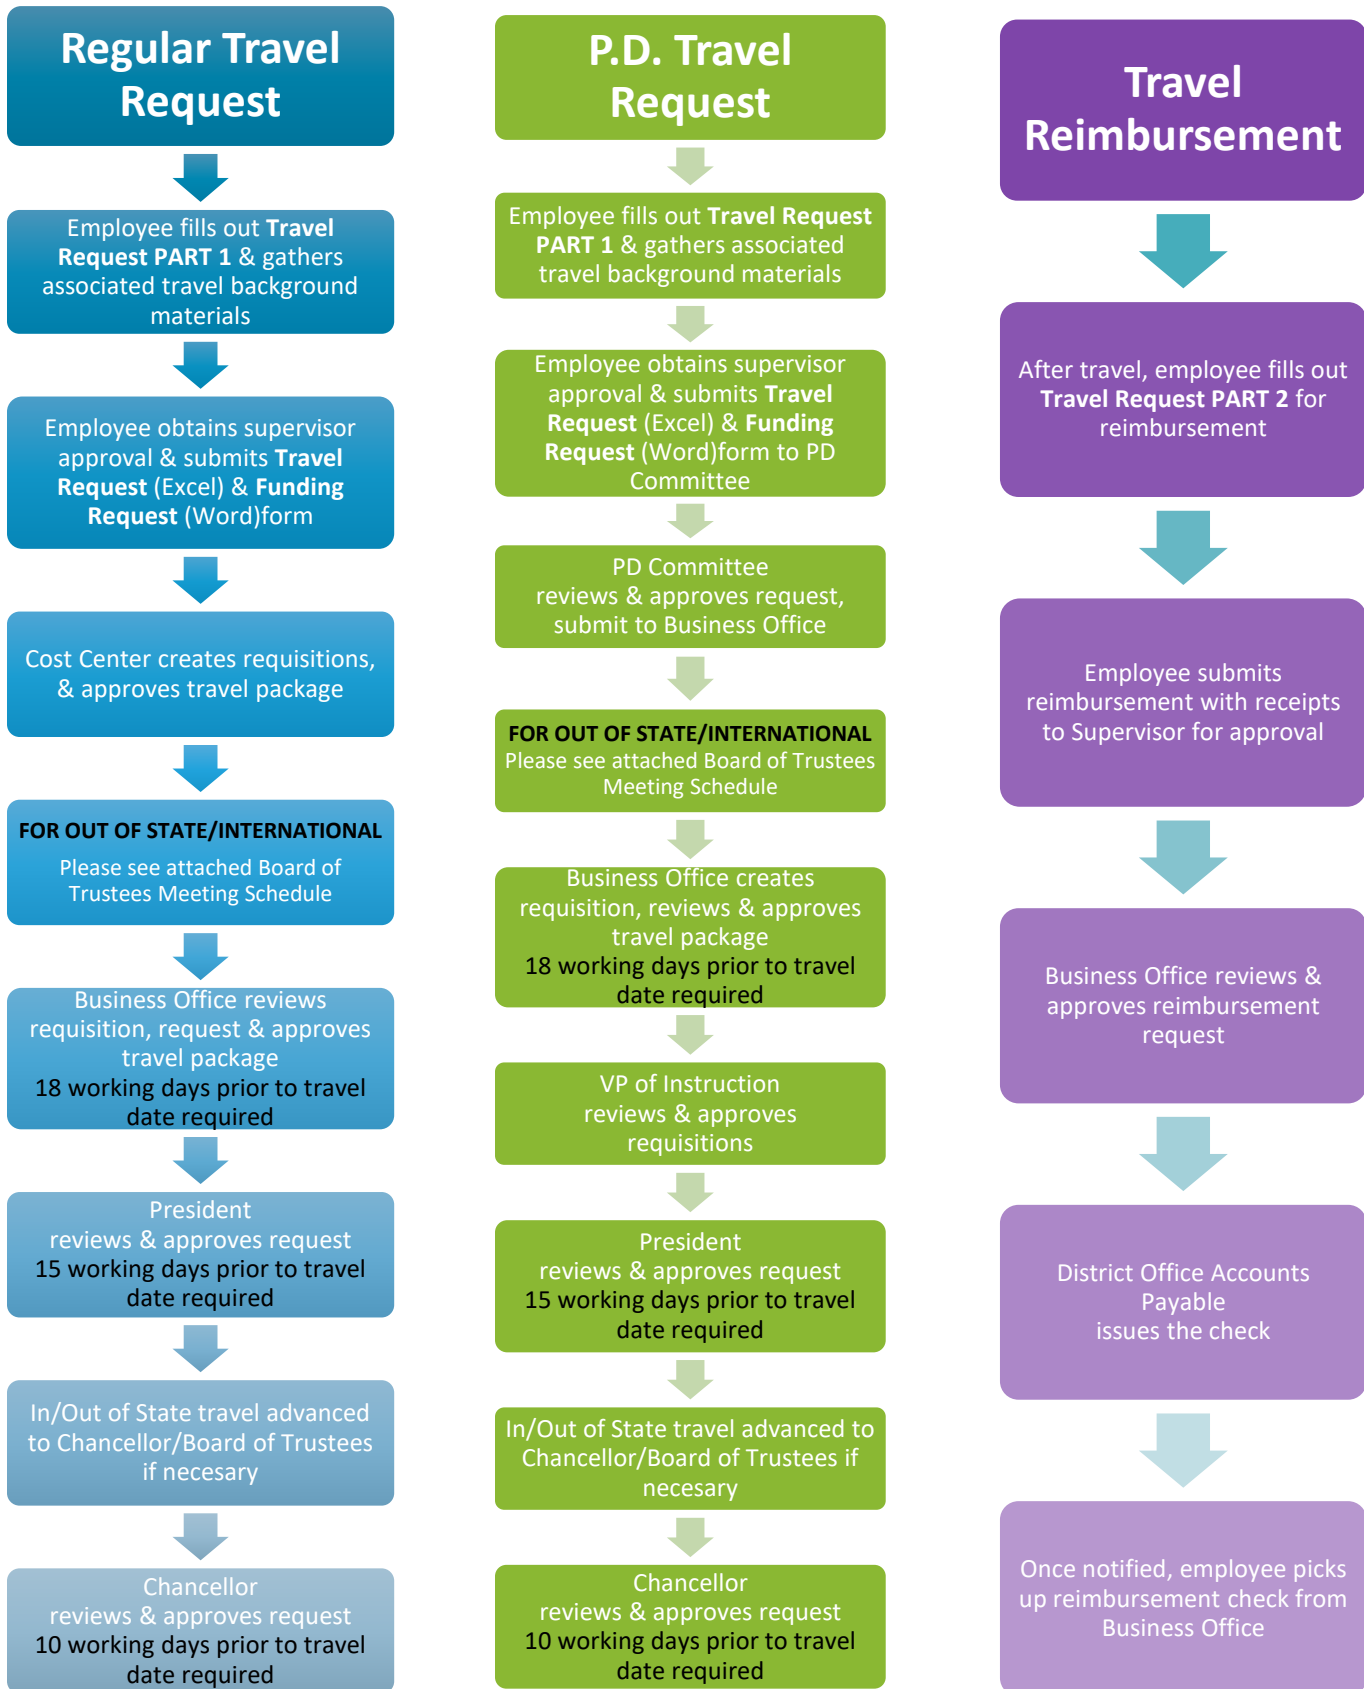 Regular Travel
Request
Employee fills out Travel
Request PART 1 & gathers
associated travel background
materials
Employee obtains supervisor
approval & submits Travel
Request (Excel) & Funding
Request (Word)form
Cost Center creates requisitions,
& approves travel package
FOR OUT OF STATE/INTERNATIONAL
Please see attached Board of
Trustees Meeting Schedule
Business Office reviews
requisition, request & approves
travel package
18 working days prior to travel
date required
President
reviews & approves request
15 working days prior to travel
date required
In/Out of State travel advanced
to Chancellor/Board of Trustees
if necesary
Chancellor
reviews & approves request
10 working days prior to travel
date required
P.D. Travel
Request
Employee fills out Travel Request
PART 1 & gathers associated
travel background materials
Employee obtains supervisor
approval & submits Travel
Request (Excel) & Funding
Request (Word)form to PD
Committee
PD Committee
reviews & approves request,
submit to Business Office
FOR OUT OF STATE/INTERNATIONAL
Please see attached Board of Trustees
Meeting Schedule
Business Office creates
requisition, reviews & approves
travel package
18 working days prior to travel
date required
VP of Instruction
reviews & approves
requisitions
President
reviews & approves request
15 working days prior to travel
date required
In/Out of State travel advanced to
Chancellor/Board of Trustees if
necesary
Chancellor
reviews & approves request
10 working days prior to travel
date required
Travel
Reimbursement
After travel, employee fills out
Travel Request PART 2 for
reimbursement
Employee submits
reimbursement with receipts
to Supervisor for approval
Business Office reviews &
approves reimbursement
request
District Office Accounts
Payable
issues the check
Once notified, employee picks
up reimbursement check from
Business Office